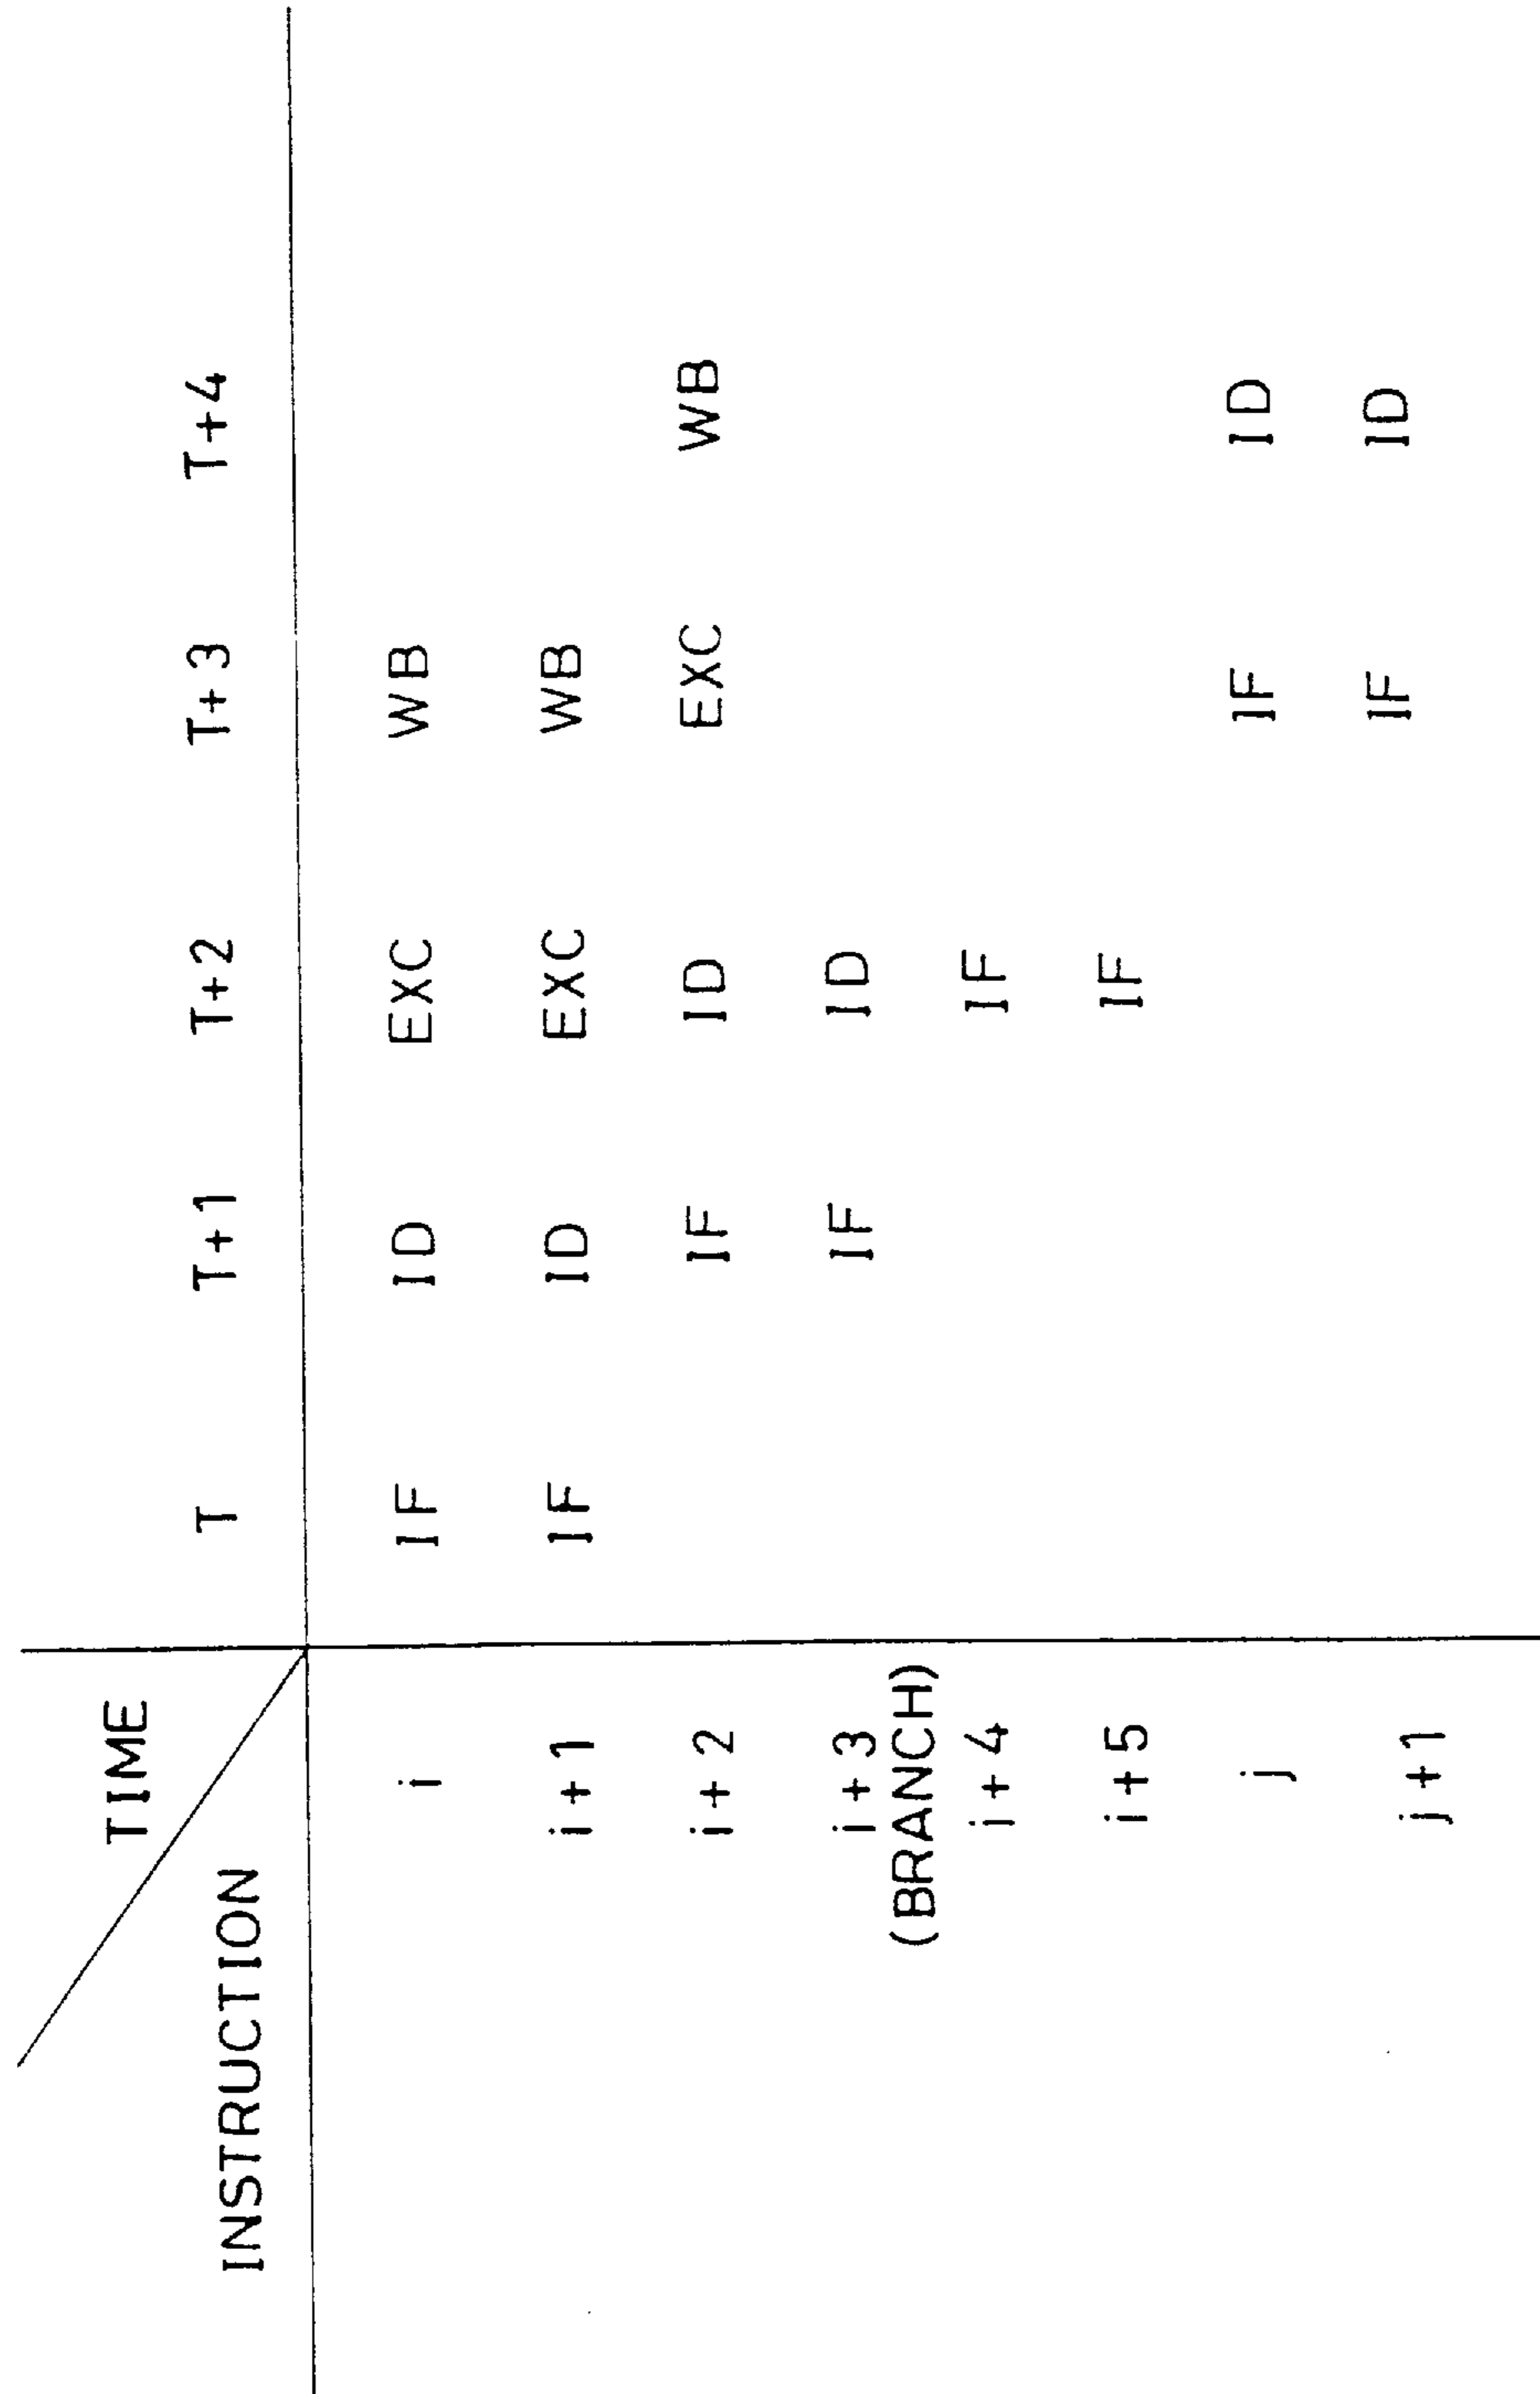 TIME T T+1 T+2 T+3 T+4
INSTRUCTION
i IF ID EXC WB
i+1 IF ID EXC WB
i+2 IF ID EXC WB
i+3 IF ID
(BRANCH)
i+4 IF
i+5 IF
j IF ID
j+1 IF ID